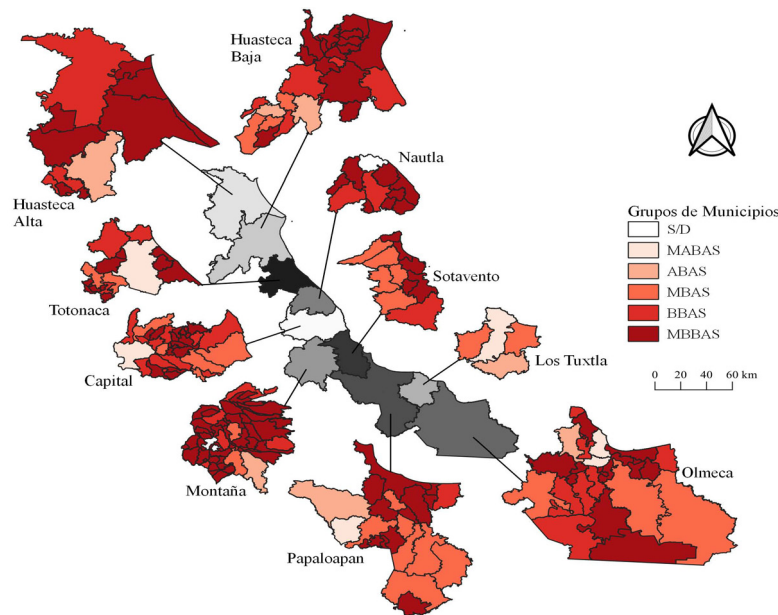 Huasteca
Baja
Nautla
Huasteca
Alta
Grupos de Municipios
S/D
MABAS
ABAS
MBAS
BBAS
MBBAS
Totonaca
Sotavento
Capital
Los Tuxtla
0 20 40 60 km
Montaña
Olmeca
Papaloapan